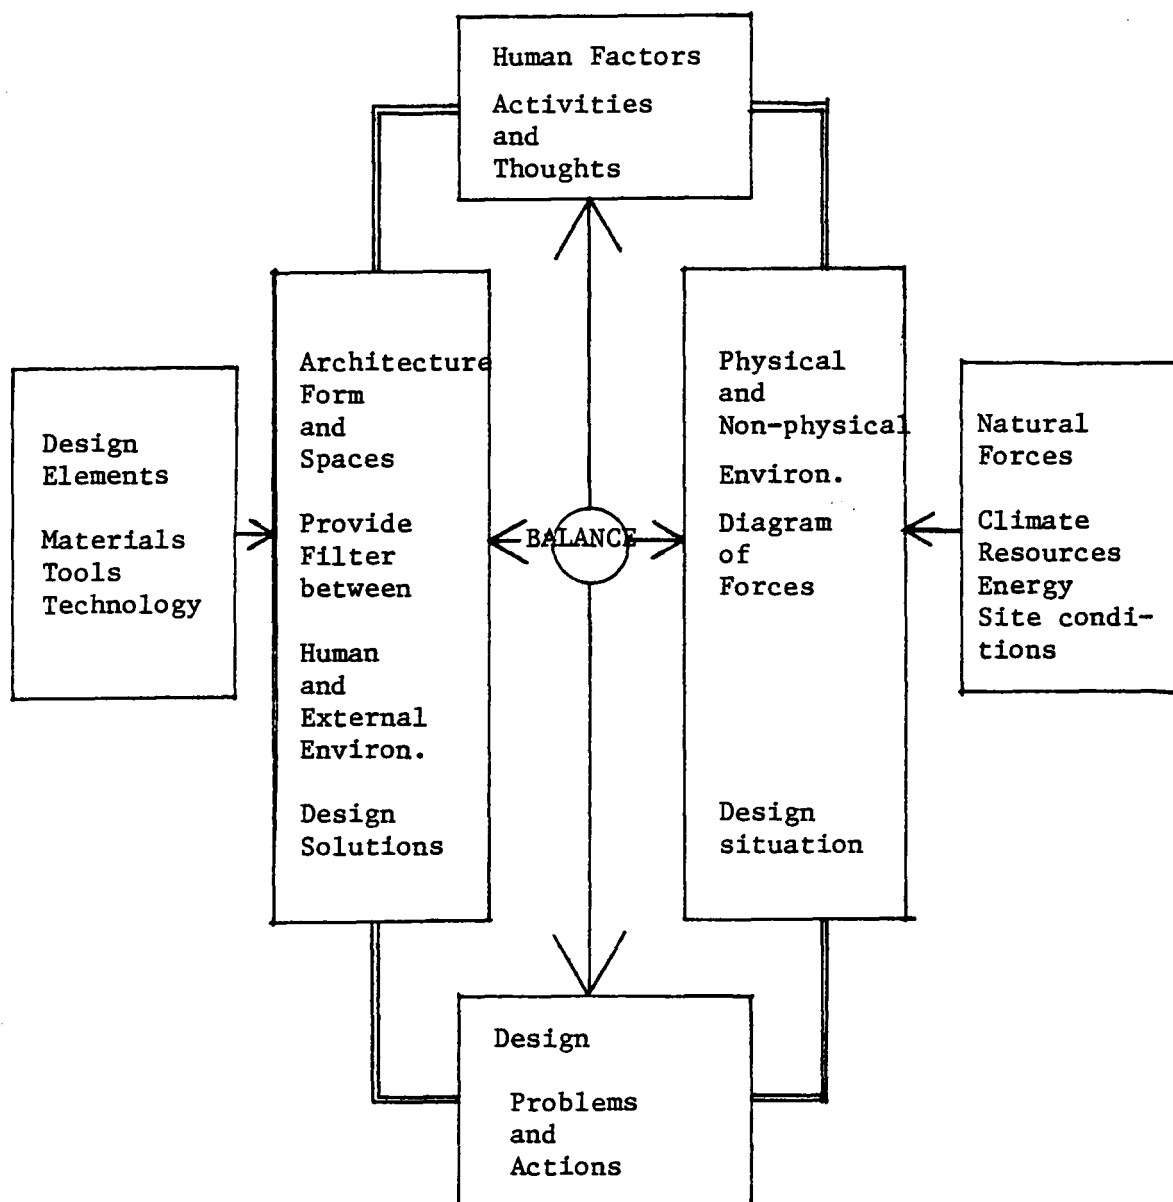 Human Factors
Activities
and
Thoughts
Design
Elements
Materials
Tools
Technology
Architecture
Form
and
Spaces
Provide
Filter
between
Human
and
External
Environ.
Design
Solutions
BALANCE
Physical
and
Non-physical
Environ.
Diagram
of
Forces
Design
situation
Natural
Forces
Climate
Resources
Energy
Site condi-
tions
Design
Problems
and
Actions